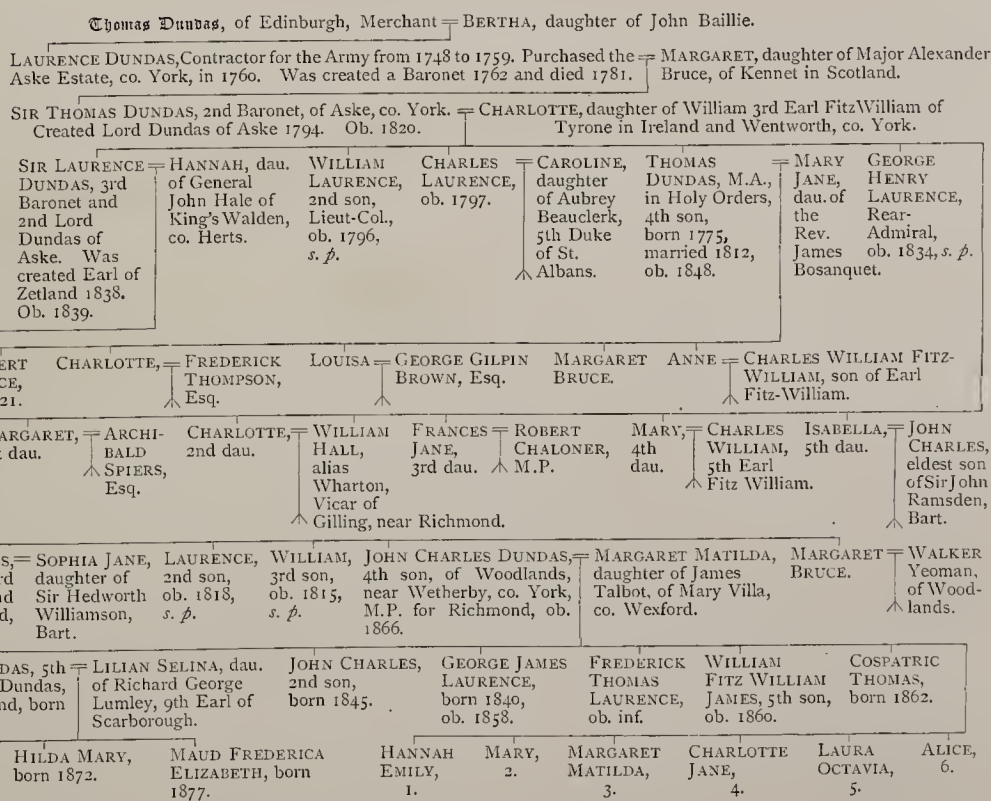 Thomas Dundas, of Edinburgh, Merchant = BERTHA, daughter of John Baillie.
LAURENCE DUNDAS, Contractor for the Army from 1748 to 1759. Purchased the Aske Estate, co. York, in 1760. Was created a Baronet 1762 and died 1781. = MARGARET, daughter of Major Alexander Bruce, of Kennet in Scotland.
SIR THOMAS DUNDAS, 2nd Baronet, of Aske, co. York. Created Lord Dundas of Aske 1794. Ob. 1820. = CHARLOTTE, daughter of William 3rd Earl FitzWilliam of Tyrone in Ireland and Wentworth, co. York.
SIR LAURENCE
DUNDAS, 3rd
Baronet and
2nd Lord
Dundas of
Aske. Was
created Earl of
Zetland 1838.
Ob. 1839.
= HANNAH, dau.
of General
John Hale of
King's Walden,
co. Herts.
WILLIAM
LAURENCE,
2nd son,
Lieut-Col.,
ob. 1796,
s. p.
CHARLES
LAURENCE,
ob. 1797.
= CAROLINE,
daughter
of Aubrey
Beauclerk,
5th Duke
of St.
Albans.
THOMAS
DUNDAS, M.A.,
in Holy Orders,
4th son,
born 1775,
married 1812,
ob. 1848.
= MARY
JANE,
dau. of
the
Rev.
James
Bosanquet.
GEORGE
HENRY
LAURENCE,
Rear-
Admiral,
ob. 1834, s. p.
ERT
CE,
21.
CHARLOTTE, = FREDERICK
THOMPSON,
Esq.
LOUISA = GEORGE GILPIN
BROWN, Esq.
MARGARET
BRUCE.
ANNE = CHARLES WILLIAM FITZ-
WILLIAM, son of Earl
Fitz-William.
ARGARET,
dau.
= ARCHI-
BALD
SPIERS,
Esq.
CHARLOTTE,
2nd dau.
= WILLIAM
HALL,
alias
Wharton,
Vicar of
Gilling, near Richmond.
FRANCES
JANE,
3rd dau.
= ROBERT
CHALONER,
M.P.
MARY,
4th
dau.
= CHARLES
WILLIAM,
5th Earl
Fitz William.
ISABELLA,
5th dau.
= JOHN
CHARLES,
eldest son
of Sir John
Ramsden,
Bart.
S,
rd
nd
d,
= SOPHIA JANE,
daughter of
Sir Hedworth
Williamson,
Bart.
LAURENCE,
2nd son,
ob. 1818,
s. p.
WILLIAM,
3rd son,
ob. 1815,
s. p.
JOHN CHARLES DUNDAS,
4th son, of Woodlands,
near Wetherby, co. York,
M.P. for Richmond, ob.
1866.
= MARGARET MATILDA,
daughter of James
Talbot, of Mary Villa,
co. Wexford.
MARGARET
BRUCE.
= WALKER
Yeoman,
of Wood-
lands.
DAS, 5th
Dundas,
nd, born
= LILIAN SELINA, dau.
of Richard George
Lumley, 9th Earl of
Scarborough.
JOHN CHARLES,
2nd son,
born 1845.
GEORGE JAMES
LAURENCE,
born 1840,
ob. 1858.
FREDERICK
THOMAS
LAURENCE,
ob. inf.
WILLIAM
FITZ WILLIAM
JAMES, 5th son,
ob. 1860.
COSPATRIC
THOMAS,
born 1862.
HILDA MARY,
born 1872.
MAUD FREDERICA
ELIZABETH, born
1877.
HANNAH
EMILY,
1.
MARY,
2.
MARGARET
MATILDA,
3.
CHARLOTTE
JANE,
4.
LAURA
OCTAVIA,
5.
ALICE,
6.